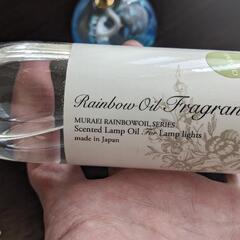 Rainbow Oil Fragran
MURAEI RAINBOWOIL SERIES
Scented Lamp Oil For Lamp lights
made in Japan